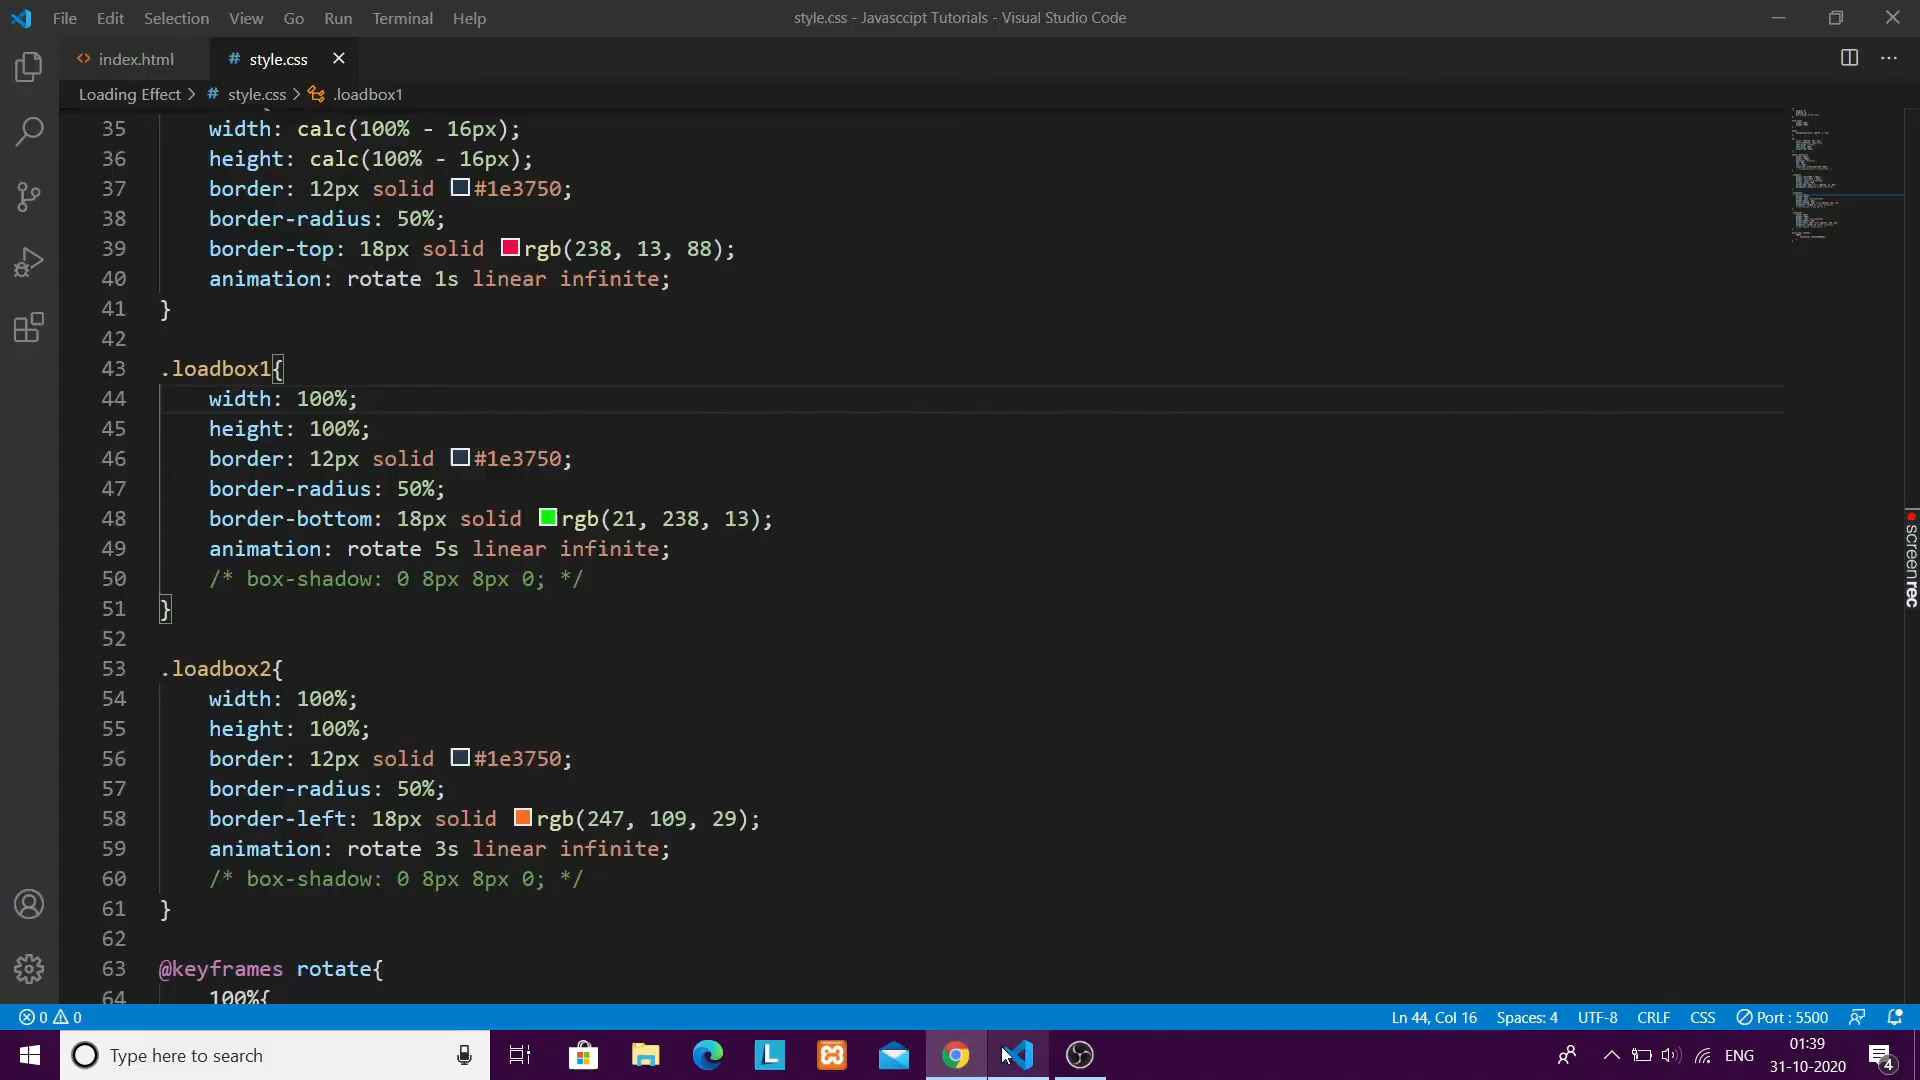 File Edit Selection View Go Run Terminal Help
style.css - Javasccipt Tutorials - Visual Studio Code
<> index.html # style.css
Loading Effect > # style.css > .loadbox1
35 width: calc(100% - 16px);
36 height: calc(100% - 16px);
37 border: 12px solid #1e3750;
38 border-radius: 50%;
39 border-top: 18px solid rgb(238, 13, 88);
40 animation: rotate 1s linear infinite;
41 }
42
43 .loadbox1{
44 width: 100%;
45 height: 100%;
46 border: 12px solid #1e3750;
47 border-radius: 50%;
48 border-bottom: 18px solid rgb(21, 238, 13);
49 animation: rotate 5s linear infinite;
50 /* box-shadow: 0 8px 8px 0; */
51 }
52
53 .loadbox2{
54 width: 100%;
55 height: 100%;
56 border: 12px solid #1e3750;
57 border-radius: 50%;
58 border-left: 18px solid rgb(247, 109, 29);
59 animation: rotate 3s linear infinite;
60 /* box-shadow: 0 8px 8px 0; */
61 }
62
63 @keyframes rotate{
64 100%{
screenrec
0 0 Ln 44, Col 16 Spaces: 4 UTF-8 CRLF CSS Port : 5500
Type here to search
L
ENG
01:39
31-10-2020
4